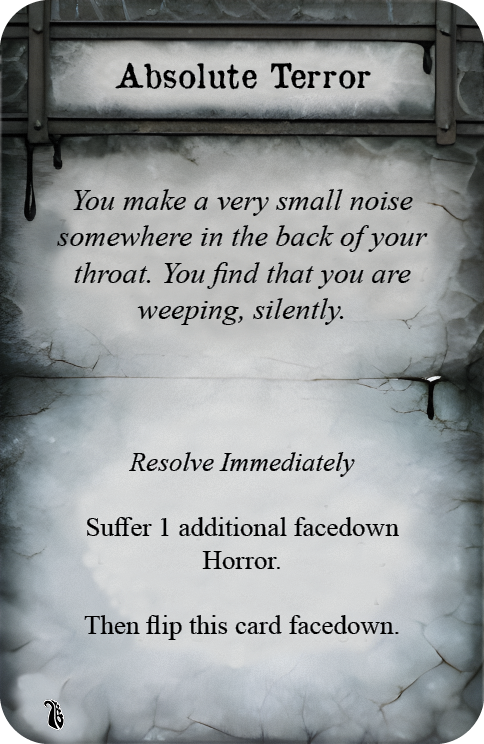 Absolute Terror
You make a very small noise
somewhere in the back of your
throat. You find that you are
weeping, silently.
Resolve Immediately
Suffer 1 additional facedown
Horror.
Then flip this card facedown.